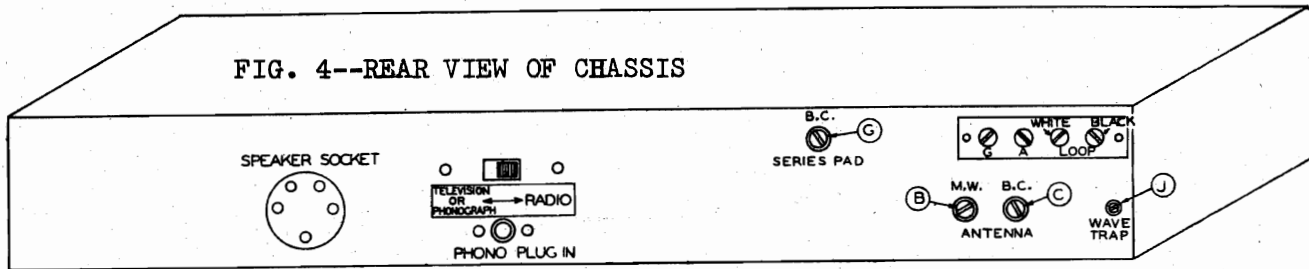 FIG. 4--REAR VIEW OF CHASSIS
SPEAKER SOCKET
TELEVISION
OR
PHONOGRAPH
RADIO
PHONO PLUG IN
B.C.
G
SERIES PAD
WHITE
BLACK
G
A
LOOP
M.W.
B.C.
B
C
ANTENNA
J
WAVE
TRAP